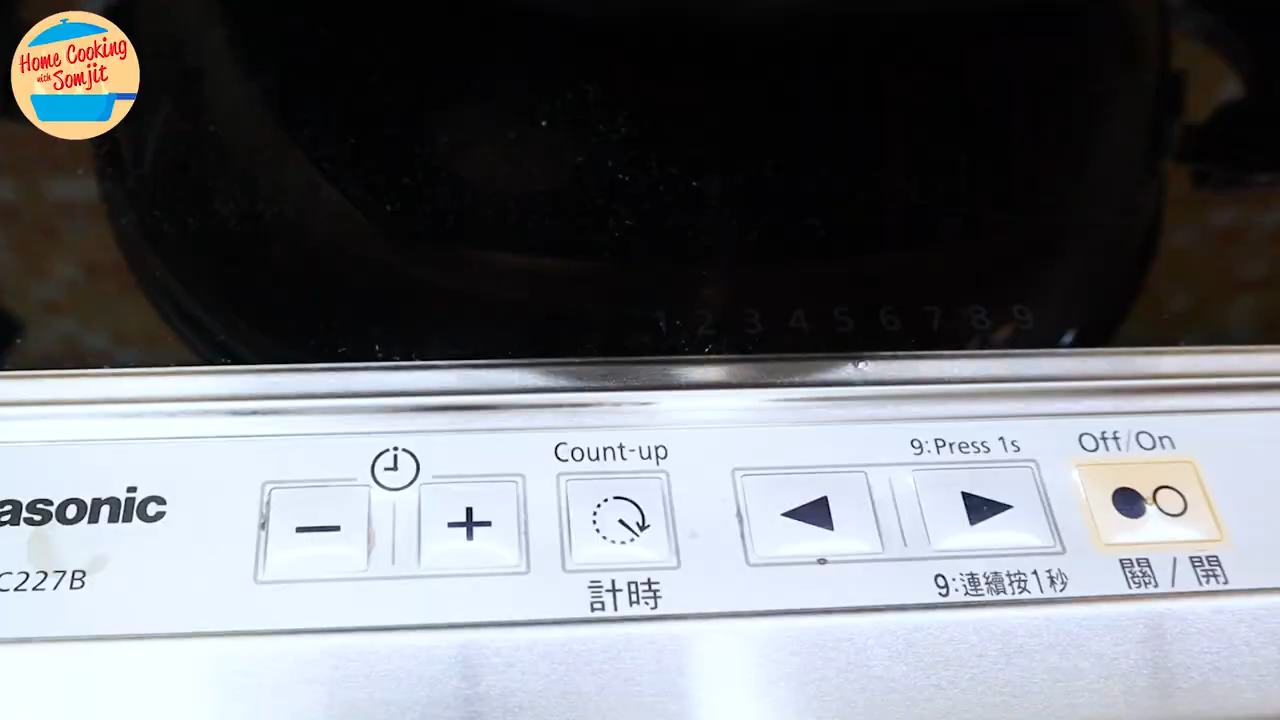 Home Cooking
with Somjit
1 2 3 4 5 6 7 8 9
Count-up
9:Press 1s
Off/On
asonic
C227B
計時
9:連續按1秒
關 / 開